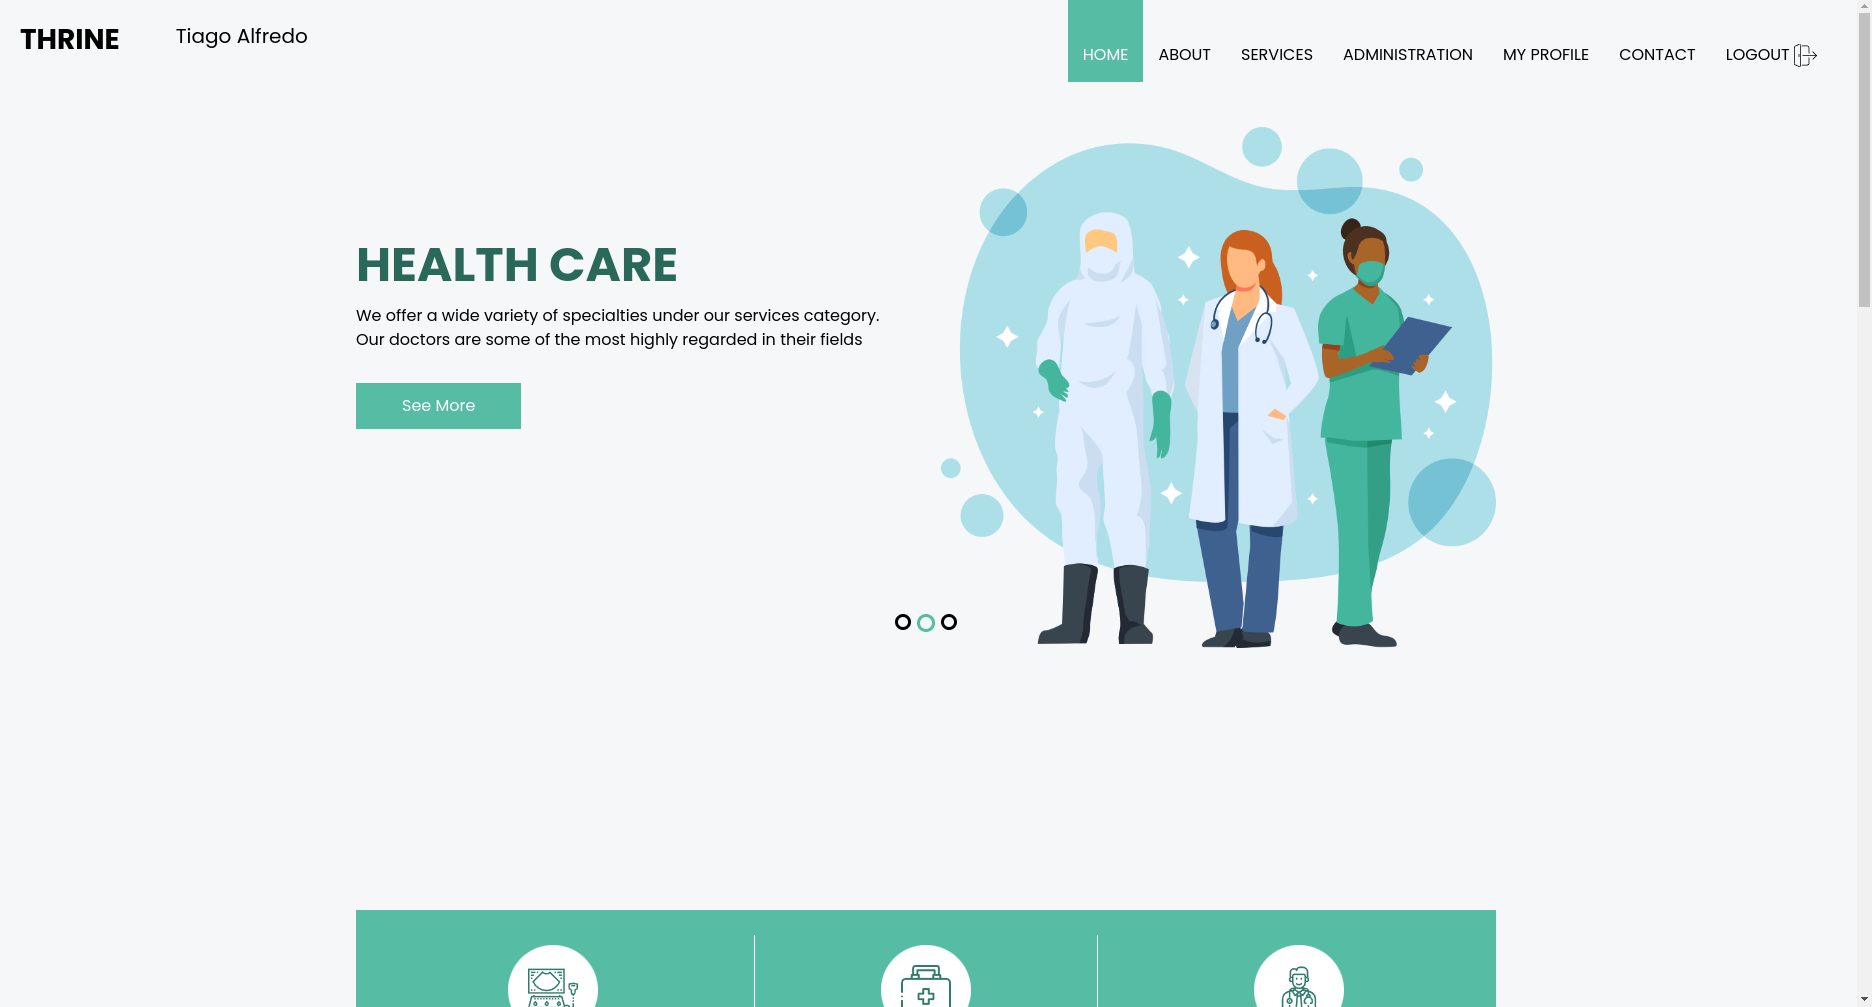 THRINE
Tiago Alfredo
HOME
ABOUT
SERVICES
ADMINISTRATION
MY PROFILE
CONTACT
LOGOUT
HEALTH CARE
We offer a wide variety of specialties under our services category.
Our doctors are some of the most highly regarded in their fields
See More